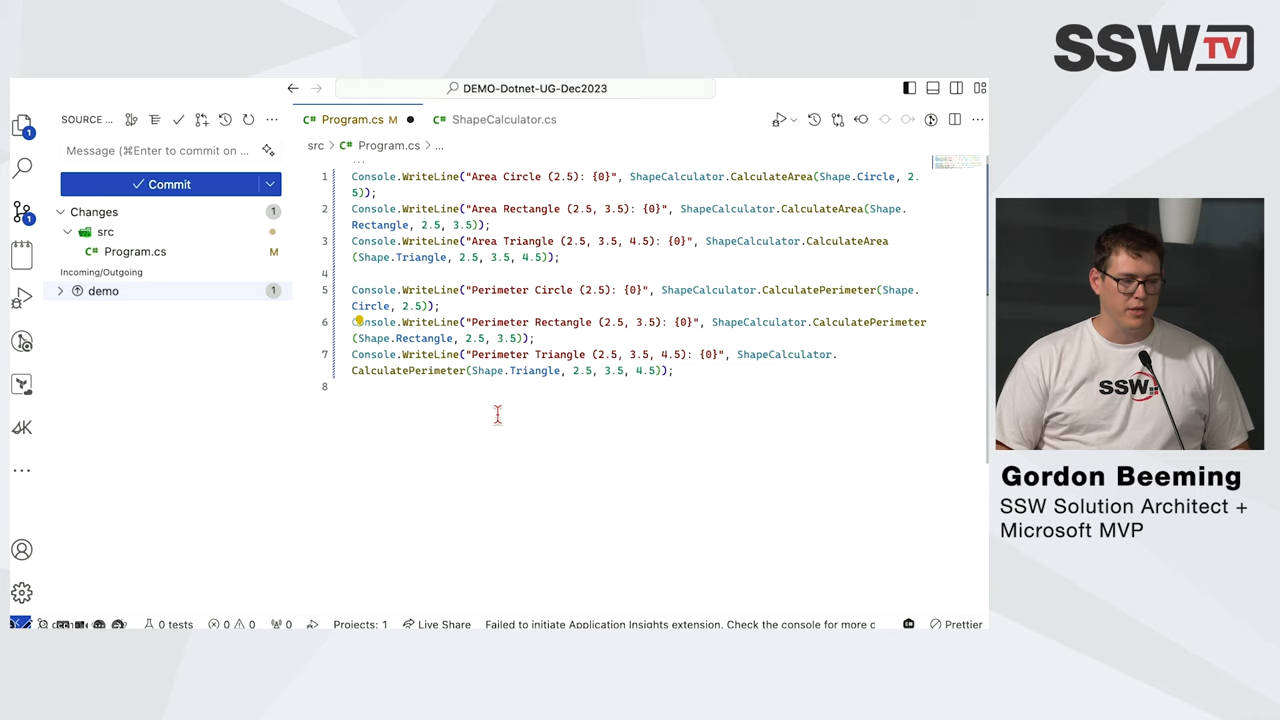 SSW TV
DEMO-Dotnet-UG-Dec2023
SOURCE ...
Program.cs M
ShapeCalculator.cs
src > Program.cs > ...
Message (⌘Enter to commit on ...
Commit
Changes 1
src
Program.cs M
Incoming/Outgoing
demo 1
1 Console.WriteLine("Area Circle (2.5): {0}", ShapeCalculator.CalculateArea(Shape.Circle, 2.
5));
2 Console.WriteLine("Area Rectangle (2.5, 3.5): {0}", ShapeCalculator.CalculateArea(Shape.
Rectangle, 2.5, 3.5));
3 Console.WriteLine("Area Triangle (2.5, 3.5, 4.5): {0}", ShapeCalculator.CalculateArea
(Shape.Triangle, 2.5, 3.5, 4.5));
4
5 Console.WriteLine("Perimeter Circle (2.5): {0}", ShapeCalculator.CalculatePerimeter(Shape.
Circle, 2.5));
6 Console.WriteLine("Perimeter Rectangle (2.5, 3.5): {0}", ShapeCalculator.CalculatePerimeter
(Shape.Rectangle, 2.5, 3.5));
7 Console.WriteLine("Perimeter Triangle (2.5, 3.5, 4.5): {0}", ShapeCalculator.
CalculatePerimeter(Shape.Triangle, 2.5, 3.5, 4.5));
8
1
1
4K
0 tests 0 0 0 Projects: 1 Live Share Failed to initiate Application Insights extension. Check the console for more d Prettier
SSW
Gordon Beeming
SSW Solution Architect +
Microsoft MVP